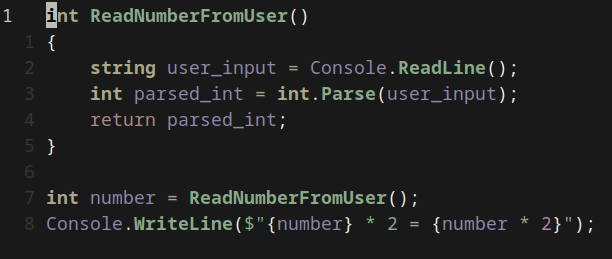 1 int ReadNumberFromUser()
1 {
2 string user_input = Console.ReadLine();
3 int parsed_int = int.Parse(user_input);
4 return parsed_int;
5 }
6
7 int number = ReadNumberFromUser();
8 Console.WriteLine($"{number} * 2 = {number * 2}");